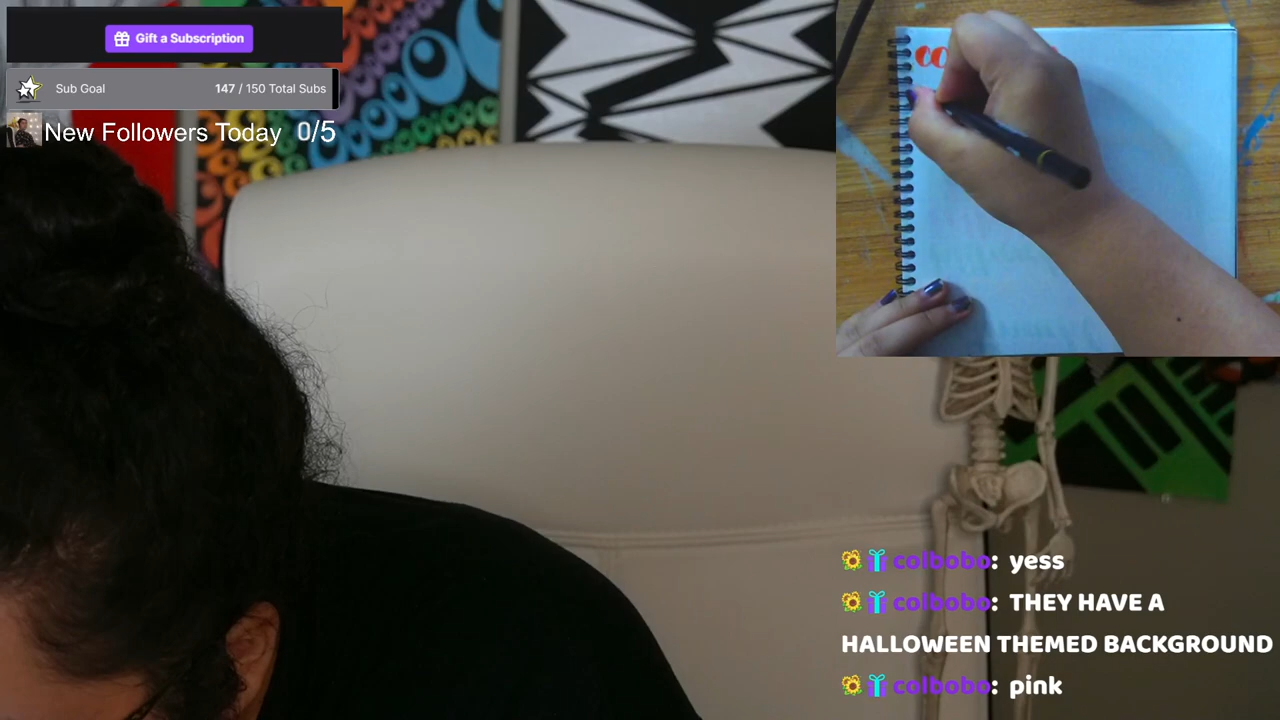 Gift a Subscription
Sub Goal 147 / 150 Total Subs
New Followers Today 0/5
colbobo: yess
colbobo: THEY HAVE A
HALLOWEEN THEMED BACKGROUND
colbobo: pink